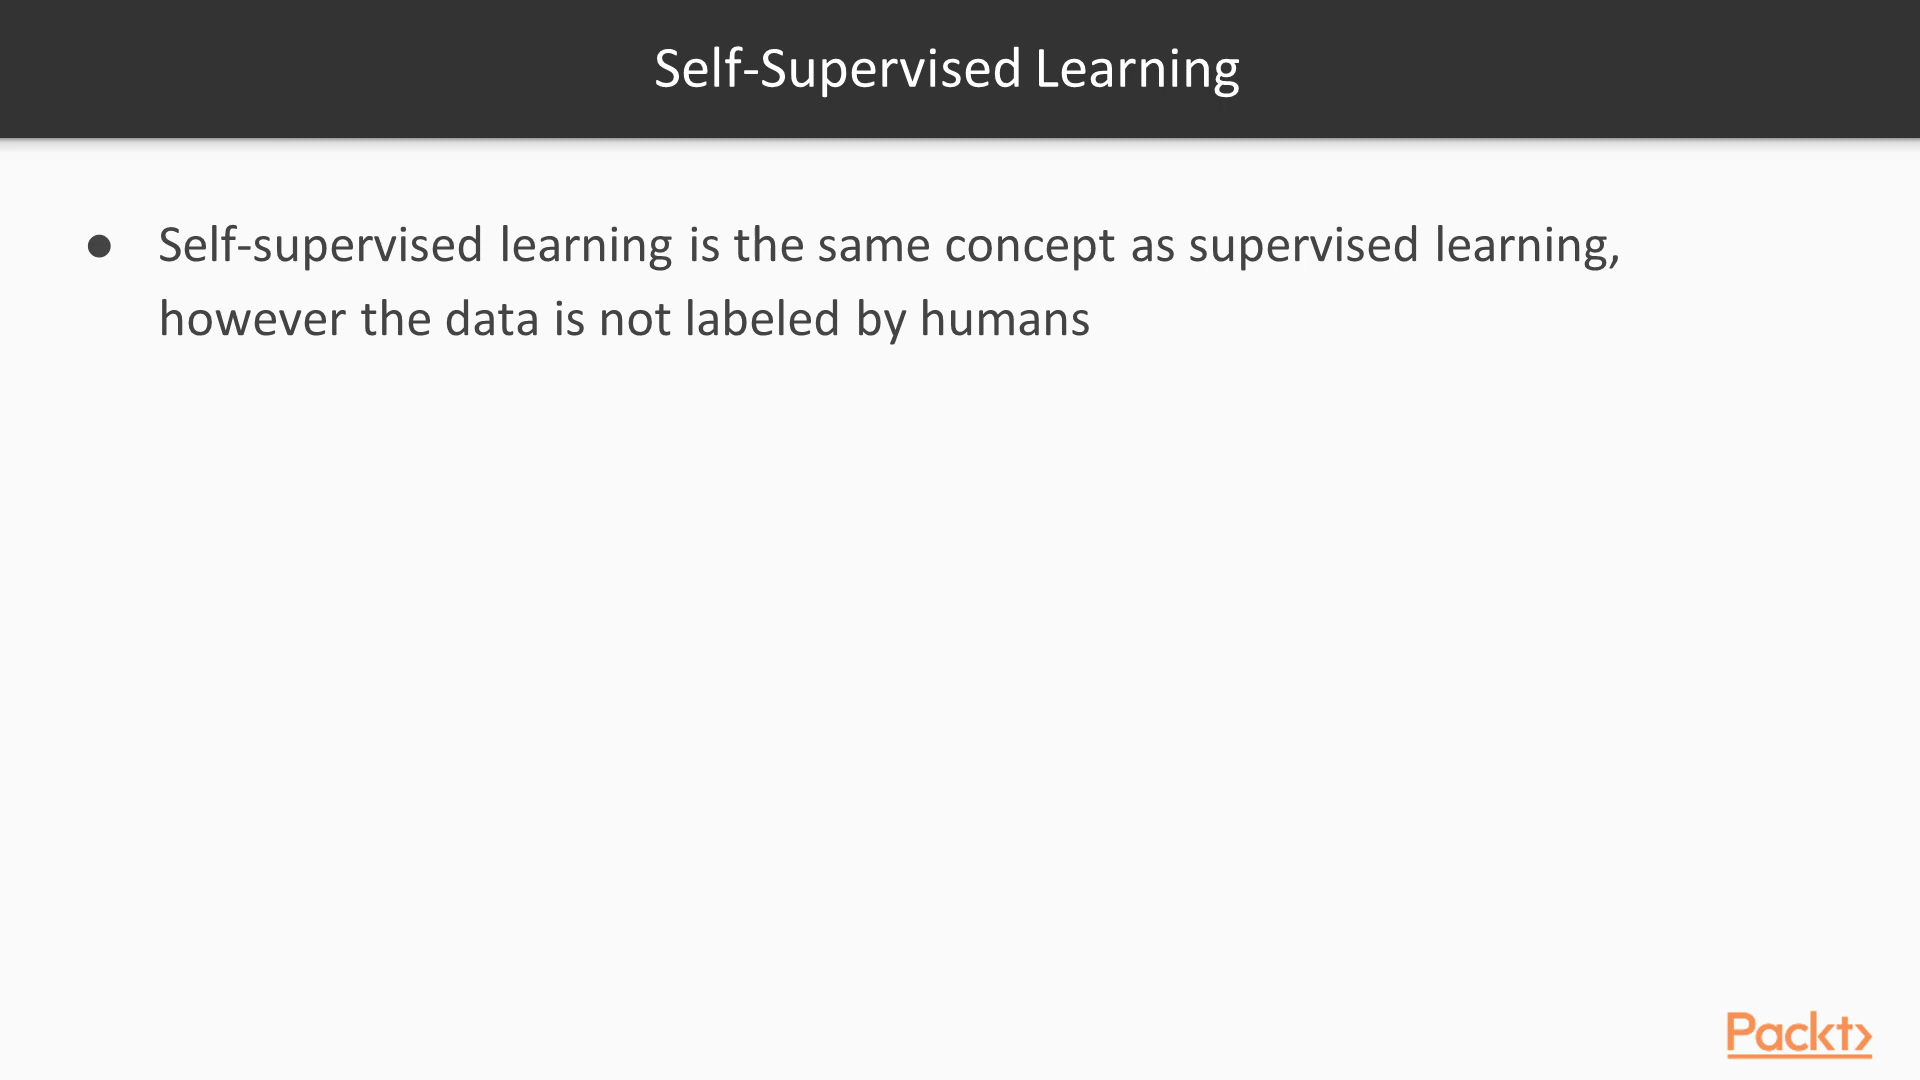 Self-Supervised Learning
● Self-supervised learning is the same concept as supervised learning,
however the data is not labeled by humans
Packt>